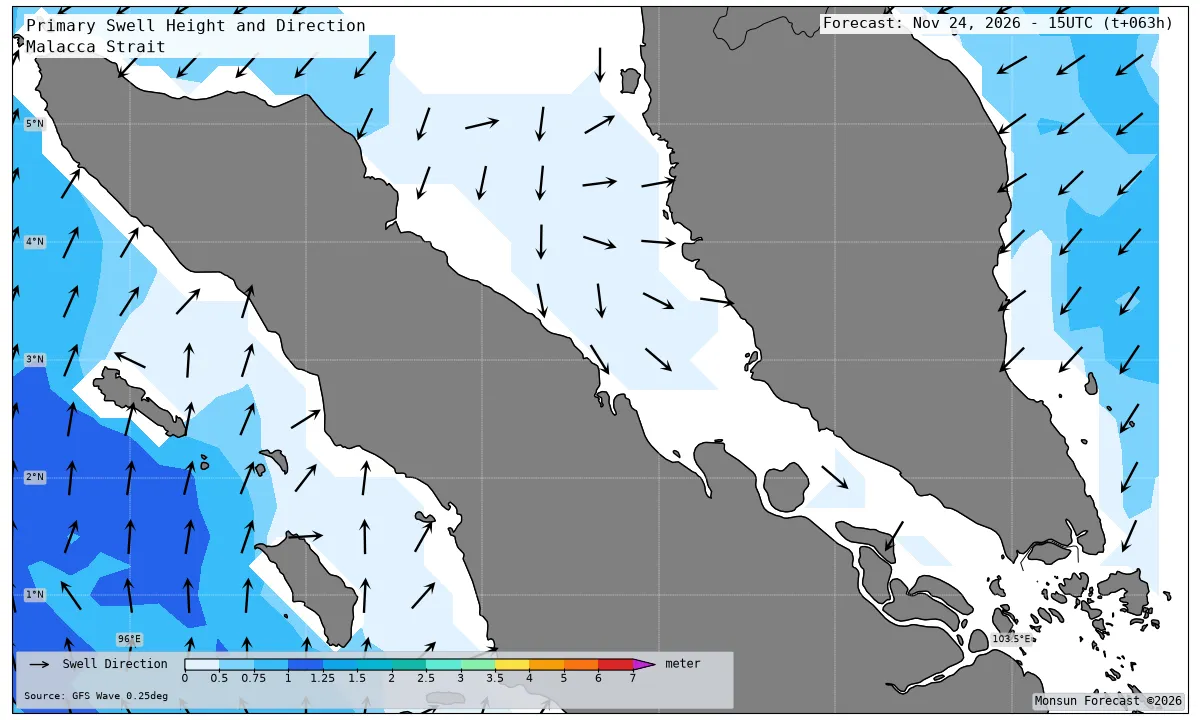 Primary Swell Height and Direction
Malacca Strait
Forecast: Nov 24, 2026 - 15UTC (t+063h)
5°N
4°N
3°N
2°N
1°N
96°E
103.5°E
Swell Direction
meter
0 0.5 0.75 1 1.25 1.5 2 2.5 3 3.5 4 5 6 7
Source: GFS Wave 0.25deg
Monsun Forecast ©2026